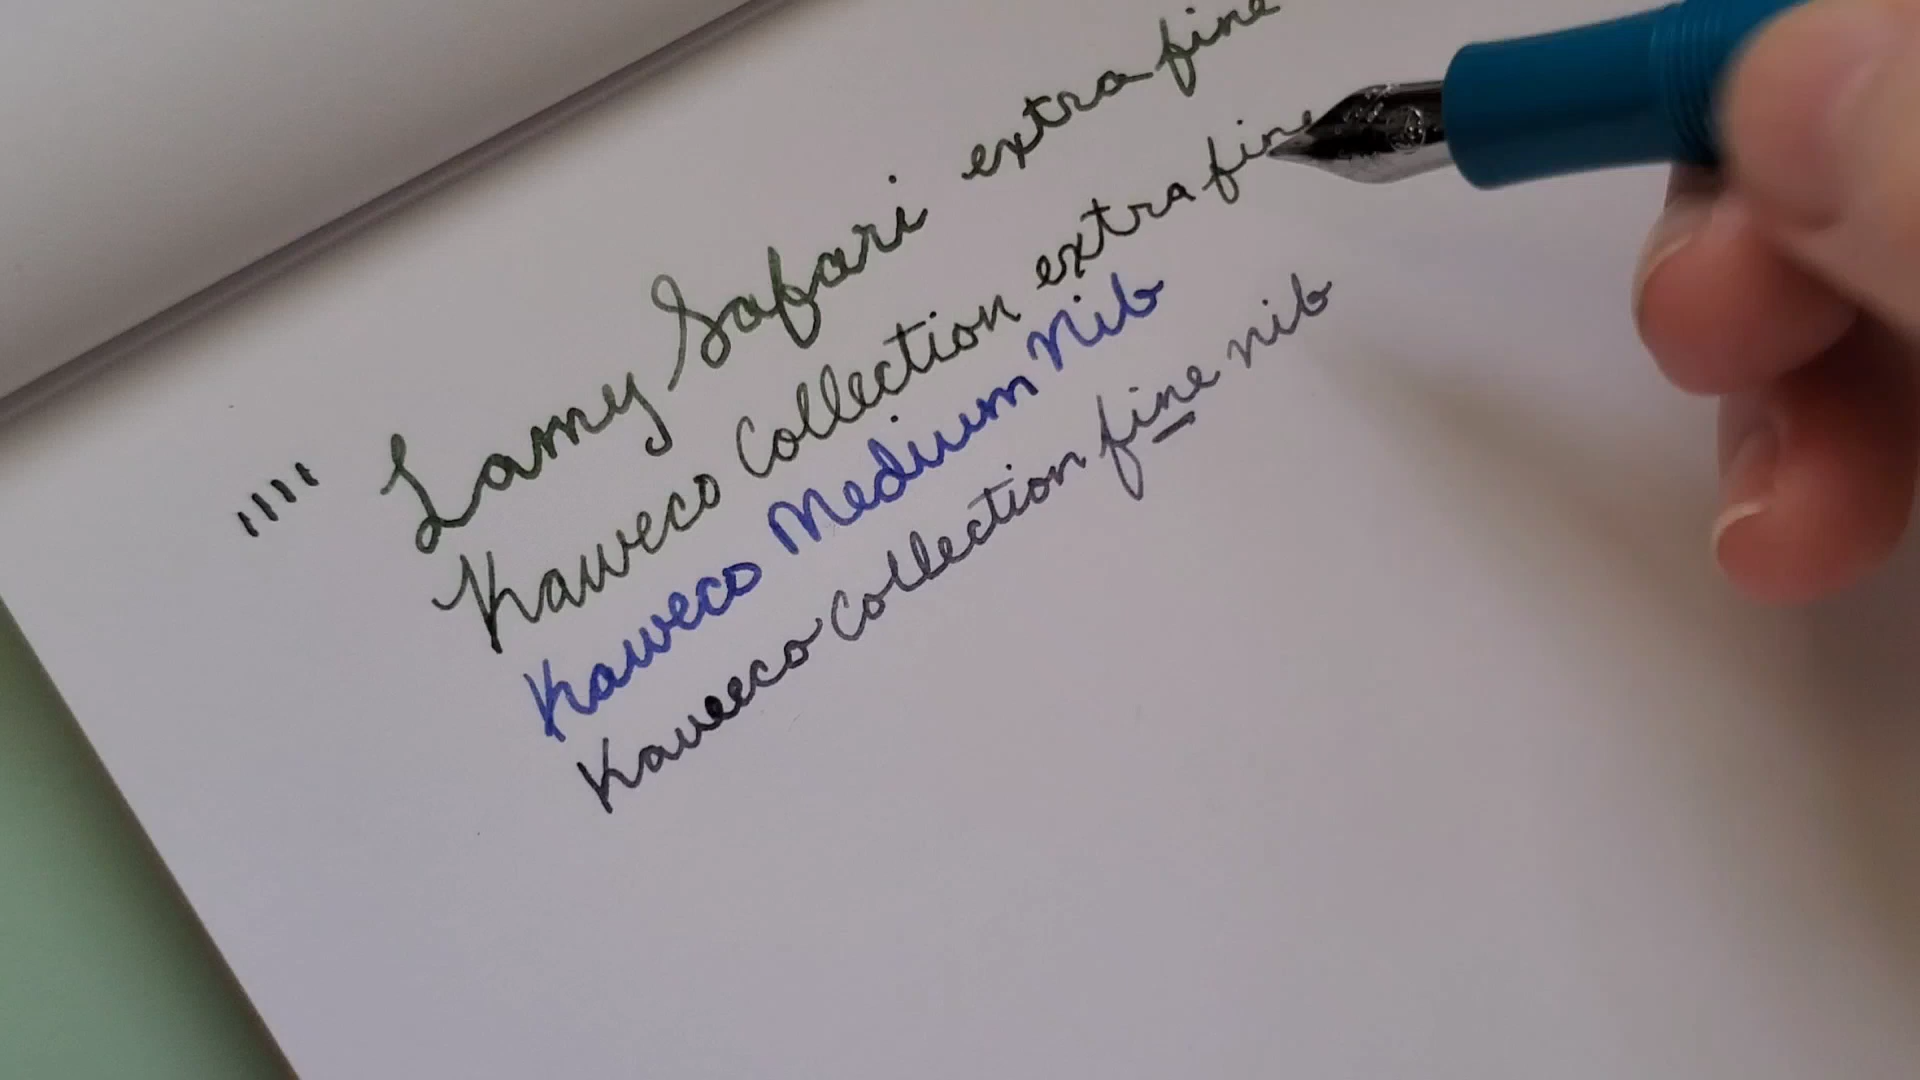 "" Lamy Safari extra fine
Kaweco Collection extra fine
Kaweco Medium Nib
Kaweco Collection fine nib